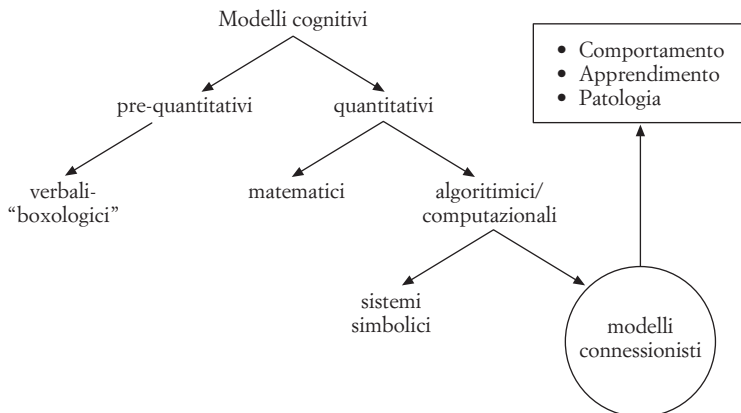 Modelli cognitivi
• Comportamento
• Apprendimento
• Patologia
pre-quantitativi
quantitativi
verbali-
“boxologici”
matematici
algoritimici/
computazionali
sistemi
simbolici
modelli
connessionisti